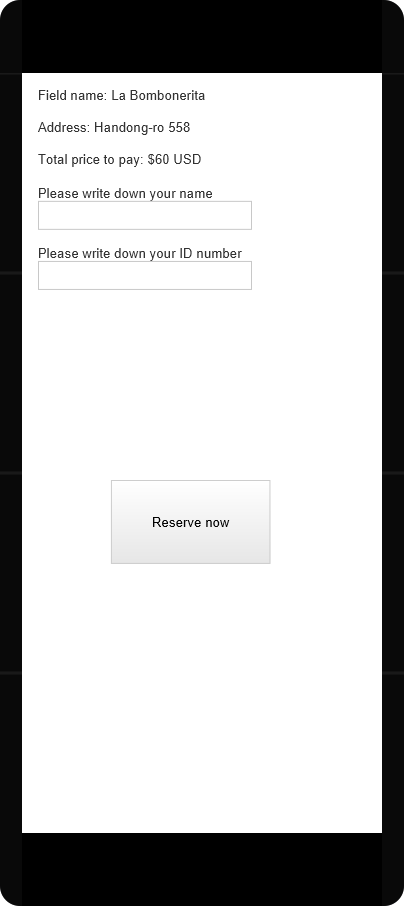 Field name: La Bombonerita
Address: Handong-ro 558
Total price to pay: $60 USD
Please write down your name
Please write down your ID number
Reserve now